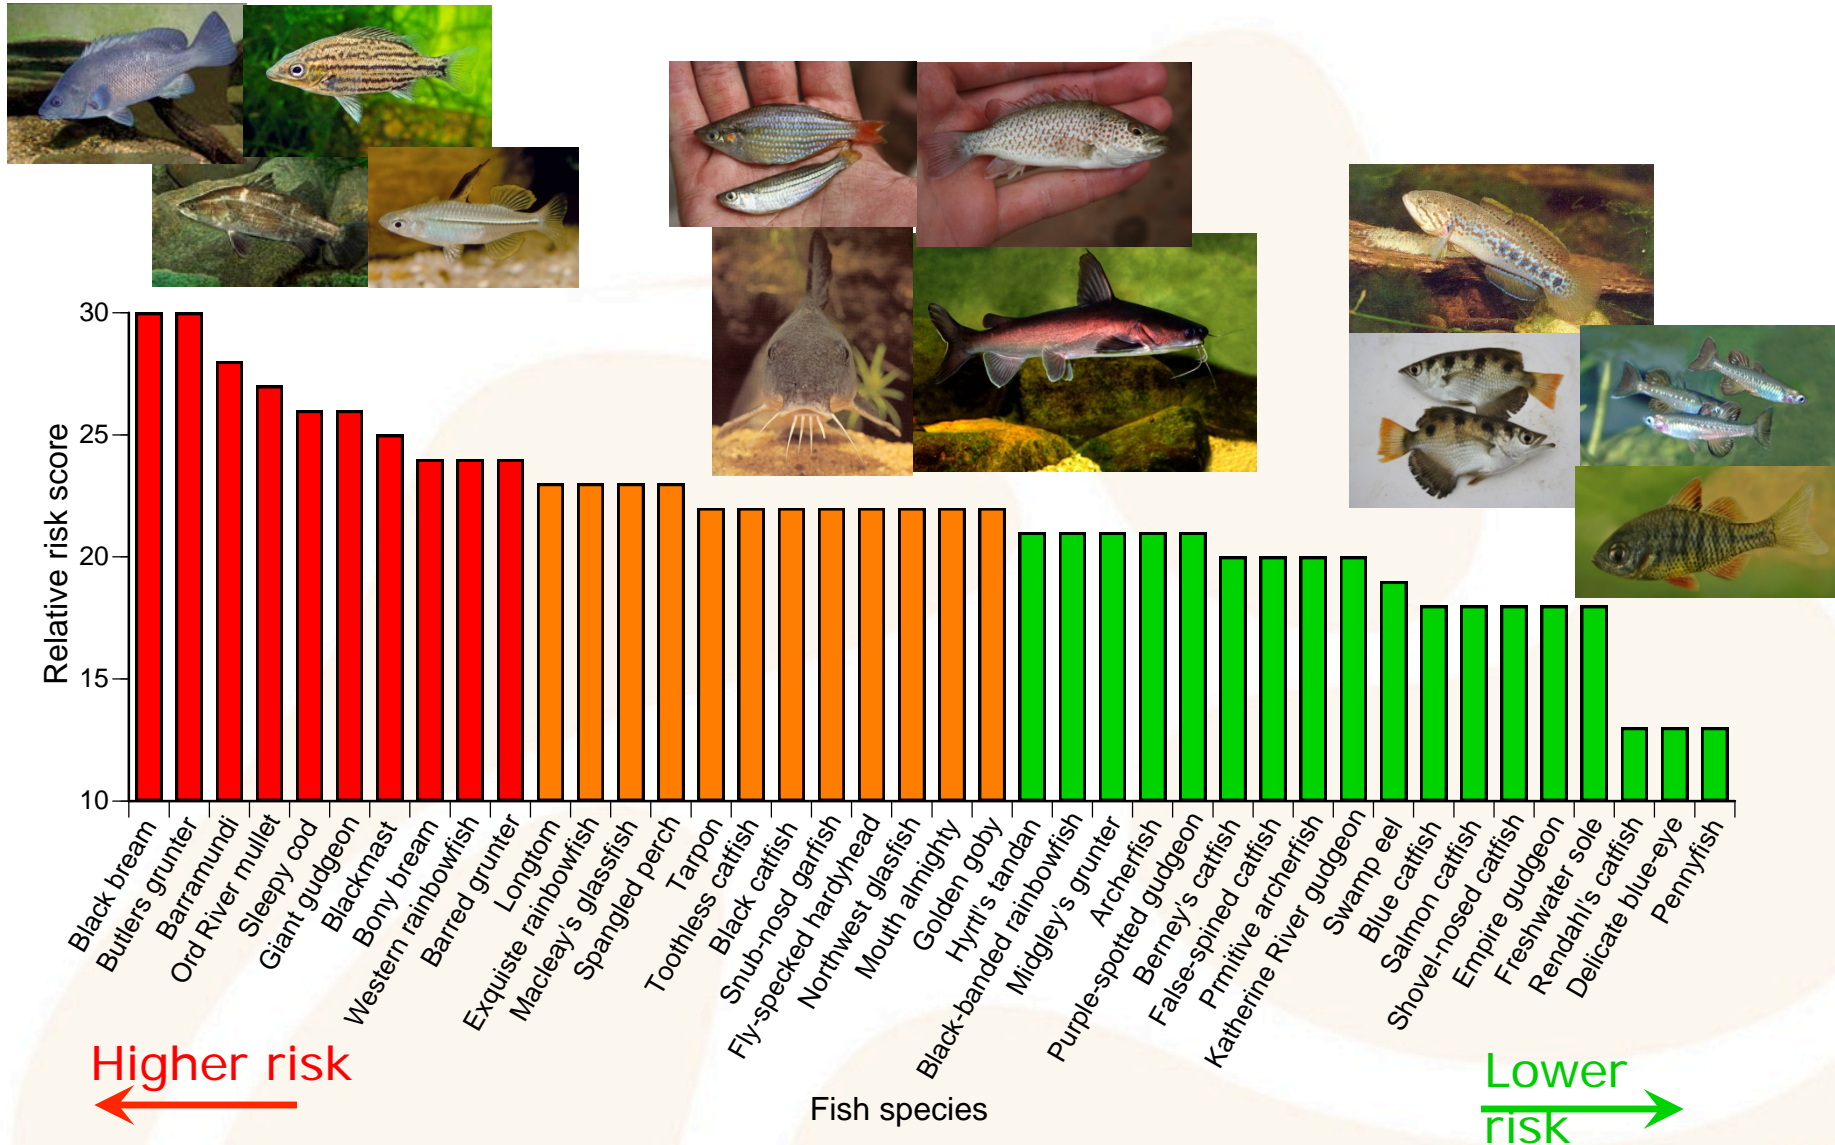 30
25
20
15
10
Relative risk score
Black bream
Butlers grunter
Barramundi
Ord River mullet
Sleepy cod
Giant gudgeon
Blackmast
Bony bream
Western rainbowfish
Barred grunter
Longtom
Exquiste rainbowfish
Macleay's glassfish
Spangled perch
Tarpon
Toothless catfish
Black catfish
Snub-nosd garfish
Fly-specked hardyhead
Northwest glasfish
Mouth almighty
Golden goby
Hyrtl's tandan
Black-banded rainbowfish
Midgley's grunter
Archerfish
Purple-spotted gudgeon
Berney's catfish
False-spined catfish
Prmitive archerfish
Katherine River gudgeon
Swamp eel
Blue catfish
Salmon catfish
Shovel-nosed catfish
Empire gudgeon
Freshwater sole
Rendahl's catfish
Delicate blue-eye
Pennyfish
Higher risk
Fish species
Lower
risk